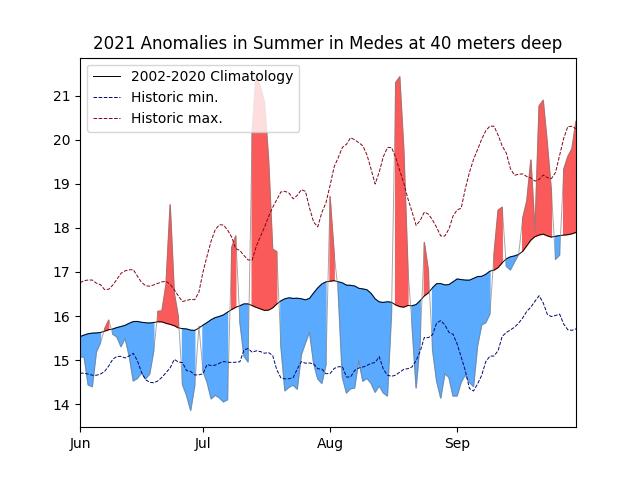 2021 Anomalies in Summer in Medes at 40 meters deep
2002-2020 Climatology
Historic min.
Historic max.
21
20
19
18
17
16
15
14
Jun Jul Aug Sep